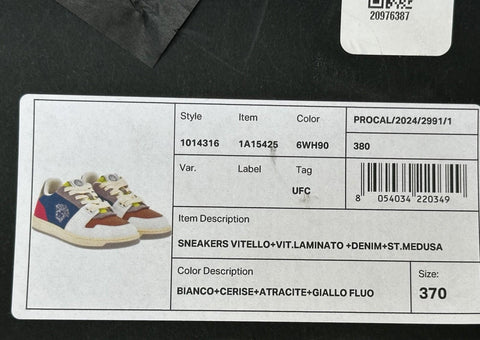 20976387
Style Item Color PROCAL/2024/2991/1
1014316 1A15425 6WH90 380
Var. Label Tag
UFC
8 054034 220349
Item Description
SNEAKERS VITELLO+VIT.LAMINATO +DENIM+ST.MEDUSA
Color Description Size:
BIANCO+CERISE+ATRACITE+GIALLO FLUO 370